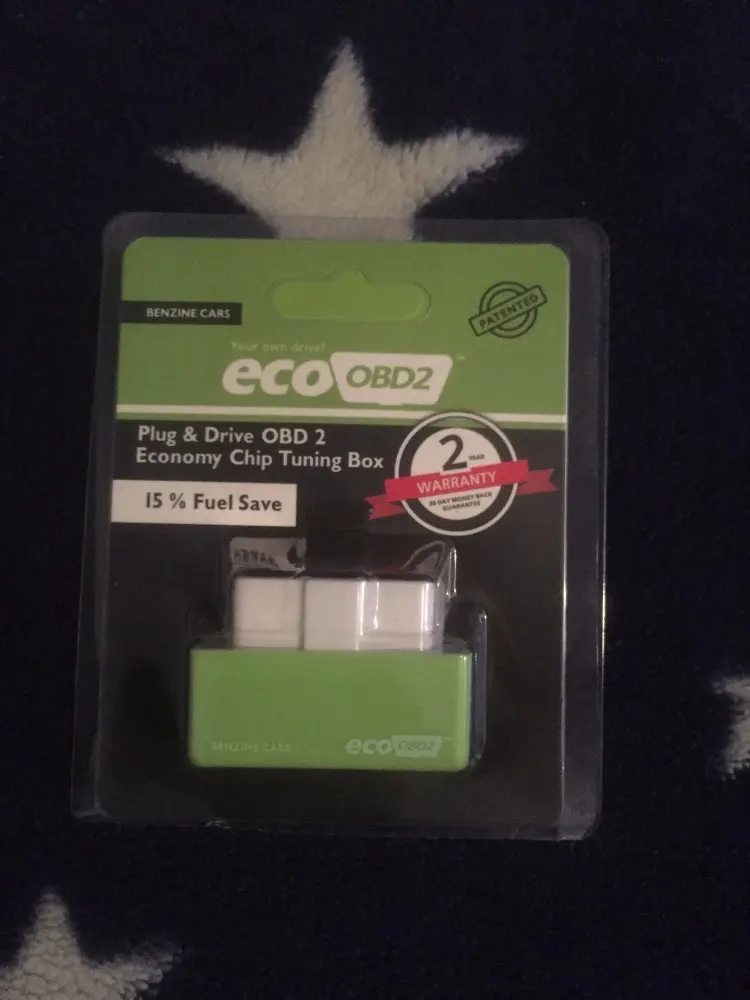 BENZINE CARS
PATENTED
Your own drive!
eco OBD2 ™
Plug & Drive OBD 2
Economy Chip Tuning Box
15 % Fuel Save
2 YEAR
WARRANTY
30 DAY MONEY BACK
GUARANTEE
BENZINE CARS
eco OBD2